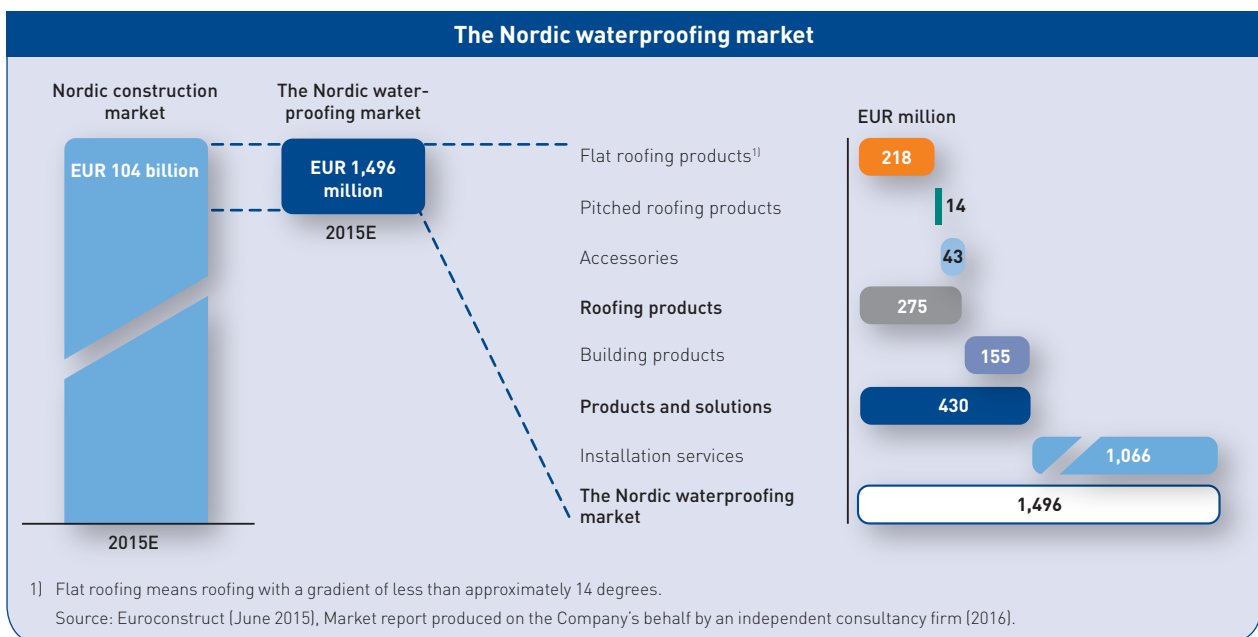 The Nordic waterproofing market
Nordic construction
market
The Nordic water-
proofing market
EUR 104 billion
EUR 1,496
million
2015E
2015E
EUR million
Flat roofing products1)
218
Pitched roofing products
14
Accessories
43
Roofing products
275
Building products
155
Products and solutions
430
Installation services
1,066
The Nordic waterproofing
market
1,496
1) Flat roofing means roofing with a gradient of less than approximately 14 degrees.
Source: Euroconstruct (June 2015), Market report produced on the Company's behalf by an independent consultancy firm (2016).